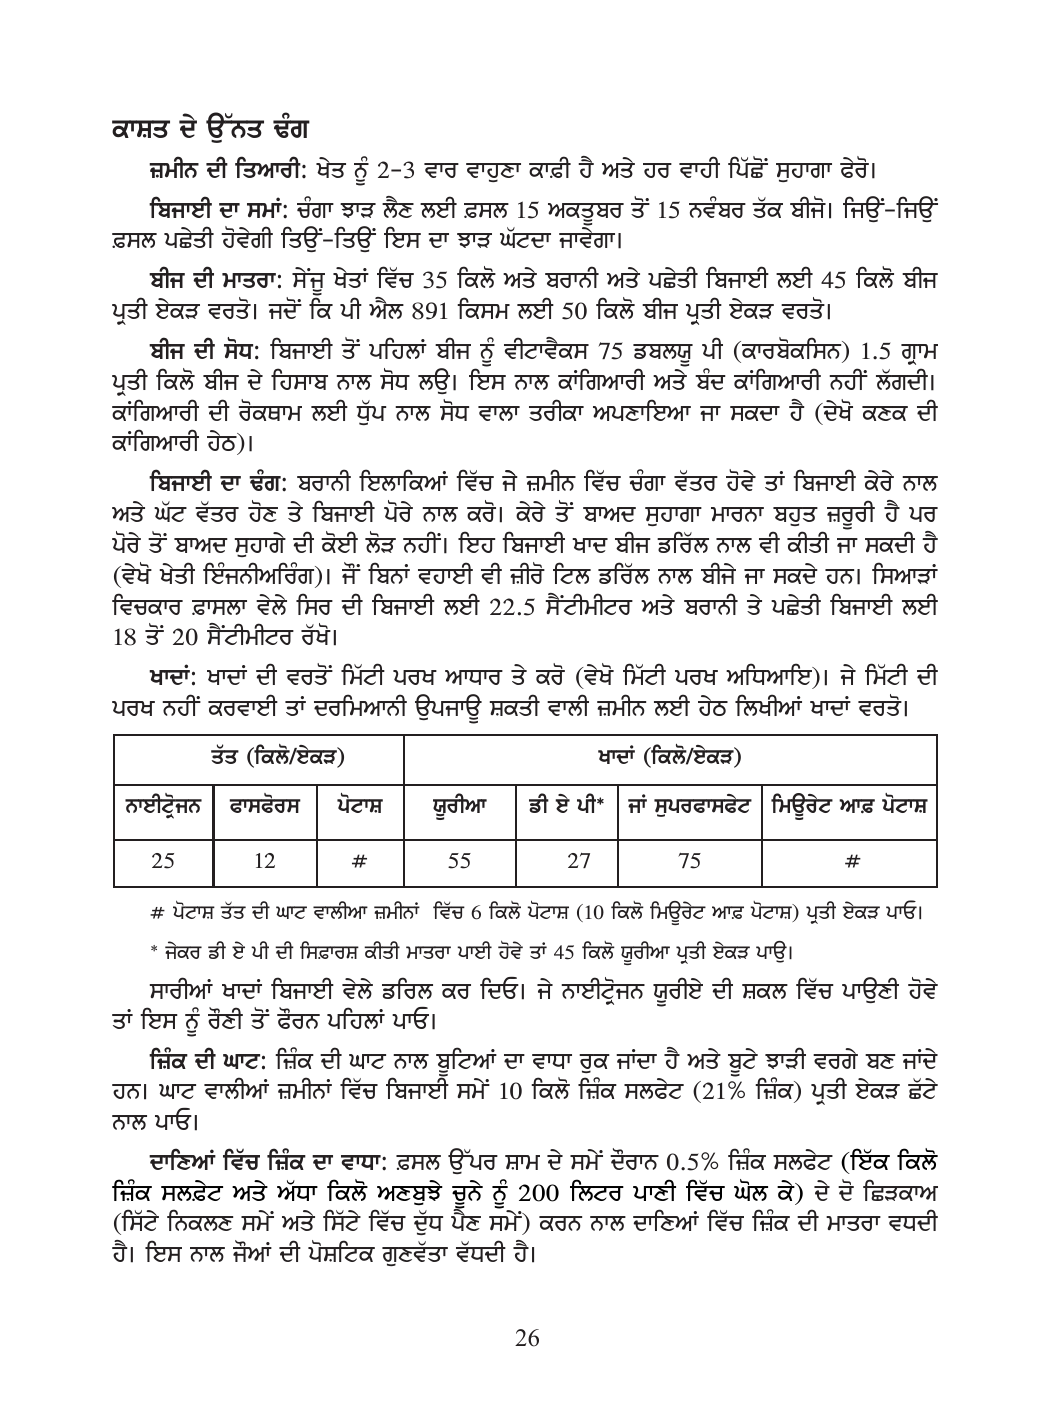 ਕਾਸ਼ਤ ਦੇ ਉੱਨਤ ਢੰਗ
ਜ਼ਮੀਨ ਦੀ ਤਿਆਰੀ: ਖੇਤ ਨੂੰ 2-3 ਵਾਰ ਵਾਹੁਣਾ ਕਾਫ਼ੀ ਹੈ ਅਤੇ ਹਰ ਵਾਹੀ ਪਿੱਛੋਂ ਸੁਹਾਗਾ ਫੇਰੋ।
ਬਿਜਾਈ ਦਾ ਸਮਾਂ: ਚੰਗਾ ਝਾੜ ਲੈਣ ਲਈ ਫ਼ਸਲ 15 ਅਕਤੂਬਰ ਤੋਂ 15 ਨਵੰਬਰ ਤੱਕ ਬੀਜੋ। ਜਿਉਂ-ਜਿਉਂ
ਫ਼ਸਲ ਪਛੇਤੀ ਹੋਵੇਗੀ ਤਿਉਂ-ਤਿਉਂ ਇਸ ਦਾ ਝਾੜ ਘੱਟਦਾ ਜਾਵੇਗਾ।
ਬੀਜ ਦੀ ਮਾਤਰਾ: ਸੇਂਜੂ ਖੇਤਾਂ ਵਿੱਚ 35 ਕਿਲੋ ਅਤੇ ਬਰਾਨੀ ਅਤੇ ਪਛੇਤੀ ਬਿਜਾਈ ਲਈ 45 ਕਿਲੋ ਬੀਜ
ਪ੍ਰਤੀ ਏਕੜ ਵਰਤੋ। ਜਦੋਂ ਕਿ ਪੀ ਐਲ 891 ਕਿਸਮ ਲਈ 50 ਕਿਲੋ ਬੀਜ ਪ੍ਰਤੀ ਏਕੜ ਵਰਤੋ।
ਬੀਜ ਦੀ ਸੋਧ: ਬਿਜਾਈ ਤੋਂ ਪਹਿਲਾਂ ਬੀਜ ਨੂੰ ਵੀਟਾਵੈਕਸ 75 ਡਬਲਯੂ ਪੀ (ਕਾਰਬੋਕਸਿਨ) 1.5 ਗ੍ਰਾਮ
ਪ੍ਰਤੀ ਕਿਲੋ ਬੀਜ ਦੇ ਹਿਸਾਬ ਨਾਲ ਸੋਧ ਲਉ। ਇਸ ਨਾਲ ਕਾਂਗਿਆਰੀ ਅਤੇ ਬੰਦ ਕਾਂਗਿਆਰੀ ਨਹੀਂ ਲੱਗਦੀ।
ਕਾਂਗਿਆਰੀ ਦੀ ਰੋਕਥਾਮ ਲਈ ਧੁੱਪ ਨਾਲ ਸੋਧ ਵਾਲਾ ਤਰੀਕਾ ਅਪਣਾਇਆ ਜਾ ਸਕਦਾ ਹੈ (ਦੇਖੋ ਕਣਕ ਦੀ
ਕਾਂਗਿਆਰੀ ਹੇਠ)।
ਬਿਜਾਈ ਦਾ ਢੰਗ: ਬਰਾਨੀ ਇਲਾਕਿਆਂ ਵਿੱਚ ਜੇ ਜ਼ਮੀਨ ਵਿੱਚ ਚੰਗਾ ਵੱਤਰ ਹੋਵੇ ਤਾਂ ਬਿਜਾਈ ਕੇਰੇ ਨਾਲ
ਅਤੇ ਘੱਟ ਵੱਤਰ ਹੋਣ ਤੇ ਬਿਜਾਈ ਪੋਰੇ ਨਾਲ ਕਰੋ। ਕੇਰੇ ਤੋਂ ਬਾਅਦ ਸੁਹਾਗਾ ਮਾਰਨਾ ਬਹੁਤ ਜ਼ਰੂਰੀ ਹੈ ਪਰ
ਪੋਰੇ ਤੋਂ ਬਾਅਦ ਸੁਹਾਗੇ ਦੀ ਕੋਈ ਲੋੜ ਨਹੀਂ। ਇਹ ਬਿਜਾਈ ਖਾਦ ਬੀਜ ਡਰਿੱਲ ਨਾਲ ਵੀ ਕੀਤੀ ਜਾ ਸਕਦੀ ਹੈ
(ਵੇਖੋ ਖੇਤੀ ਇੰਜਨੀਅਰਿੰਗ)। ਜੌਂ ਬਿਨਾਂ ਵਹਾਈ ਵੀ ਜ਼ੀਰੋ ਟਿਲ ਡਰਿੱਲ ਨਾਲ ਬੀਜੇ ਜਾ ਸਕਦੇ ਹਨ। ਸਿਆੜਾਂ
ਵਿਚਕਾਰ ਫ਼ਾਸਲਾ ਵੇਲੇ ਸਿਰ ਦੀ ਬਿਜਾਈ ਲਈ 22.5 ਸੈਂਟੀਮੀਟਰ ਅਤੇ ਬਰਾਨੀ ਤੇ ਪਛੇਤੀ ਬਿਜਾਈ ਲਈ
18 ਤੋਂ 20 ਸੈਂਟੀਮੀਟਰ ਰੱਖੋ।
ਖਾਦਾਂ: ਖਾਦਾਂ ਦੀ ਵਰਤੋਂ ਮਿੱਟੀ ਪਰਖ ਆਧਾਰ ਤੇ ਕਰੋ (ਵੇਖੋ ਮਿੱਟੀ ਪਰਖ ਅਧਿਆਇ)। ਜੇ ਮਿੱਟੀ ਦੀ
ਪਰਖ ਨਹੀਂ ਕਰਵਾਈ ਤਾਂ ਦਰਮਿਆਨੀ ਉਪਜਾਊ ਸ਼ਕਤੀ ਵਾਲੀ ਜ਼ਮੀਨ ਲਈ ਹੇਠ ਲਿਖੀਆਂ ਖਾਦਾਂ ਵਰਤੋ।
ਤੱਤ (ਕਿਲੋ/ਏਕੜ) ਖਾਦਾਂ (ਕਿਲੋ/ਏਕੜ)
ਨਾਈਟ੍ਰੋਜਨ ਫਾਸਫੋਰਸ ਪੋਟਾਸ਼ ਯੂਰੀਆ ਡੀ ਏ ਪੀ* ਜਾਂ ਸੁਪਰਫਾਸਫੇਟ ਮਿਊਰੇਟ ਆਫ਼ ਪੋਟਾਸ਼
25 12 # 55 27 75 #
# ਪੋਟਾਸ਼ ਤੱਤ ਦੀ ਘਾਟ ਵਾਲੀਆ ਜ਼ਮੀਨਾਂ ਵਿੱਚ 6 ਕਿਲੋ ਪੋਟਾਸ਼ (10 ਕਿਲੋ ਮਿਊਰੇਟ ਆਫ਼ ਪੋਟਾਸ਼) ਪ੍ਰਤੀ ਏਕੜ ਪਾਓ।
* ਜੇਕਰ ਡੀ ਏ ਪੀ ਦੀ ਸਿਫ਼ਾਰਸ਼ ਕੀਤੀ ਮਾਤਰਾ ਪਾਈ ਹੋਵੇ ਤਾਂ 45 ਕਿਲੋ ਯੂਰੀਆ ਪ੍ਰਤੀ ਏਕੜ ਪਾਉ।
ਸਾਰੀਆਂ ਖਾਦਾਂ ਬਿਜਾਈ ਵੇਲੇ ਡਰਿਲ ਕਰ ਦਿਓ। ਜੇ ਨਾਈਟ੍ਰੋਜਨ ਯੂਰੀਏ ਦੀ ਸ਼ਕਲ ਵਿੱਚ ਪਾਉਣੀ ਹੋਵੇ
ਤਾਂ ਇਸ ਨੂੰ ਰੌਣੀ ਤੋਂ ਫੌਰਨ ਪਹਿਲਾਂ ਪਾਓ।
ਜ਼ਿੰਕ ਦੀ ਘਾਟ: ਜ਼ਿੰਕ ਦੀ ਘਾਟ ਨਾਲ ਬੂਟਿਆਂ ਦਾ ਵਾਧਾ ਰੁਕ ਜਾਂਦਾ ਹੈ ਅਤੇ ਬੂਟੇ ਝਾੜੀ ਵਰਗੇ ਬਣ ਜਾਂਦੇ
ਹਨ। ਘਾਟ ਵਾਲੀਆਂ ਜ਼ਮੀਨਾਂ ਵਿੱਚ ਬਿਜਾਈ ਸਮੇਂ 10 ਕਿਲੋ ਜ਼ਿੰਕ ਸਲਫੇਟ (21% ਜ਼ਿੰਕ) ਪ੍ਰਤੀ ਏਕੜ ਛੱਟੇ
ਨਾਲ ਪਾਓ।
ਦਾਣਿਆਂ ਵਿੱਚ ਜ਼ਿੰਕ ਦਾ ਵਾਧਾ: ਫ਼ਸਲ ਉੱਪਰ ਸ਼ਾਮ ਦੇ ਸਮੇਂ ਦੌਰਾਨ 0.5% ਜ਼ਿੰਕ ਸਲਫੇਟ (ਇੱਕ ਕਿਲੋ
ਜ਼ਿੰਕ ਸਲਫ਼ੇਟ ਅਤੇ ਅੱਧਾ ਕਿਲੋ ਅਣਬੁਝੇ ਚੂਨੇ ਨੂੰ 200 ਲਿਟਰ ਪਾਣੀ ਵਿੱਚ ਘੋਲ ਕੇ) ਦੇ ਦੋ ਛਿੜਕਾਅ
(ਸਿੱਟੇ ਨਿਕਲਣ ਸਮੇਂ ਅਤੇ ਸਿੱਟੇ ਵਿੱਚ ਦੁੱਧ ਪੈਣ ਸਮੇਂ) ਕਰਨ ਨਾਲ ਦਾਣਿਆਂ ਵਿੱਚ ਜ਼ਿੰਕ ਦੀ ਮਾਤਰਾ ਵਧਦੀ
ਹੈ। ਇਸ ਨਾਲ ਜੌਆਂ ਦੀ ਪੋਸ਼ਟਿਕ ਗੁਣਵੱਤਾ ਵੱਧਦੀ ਹੈ।
26